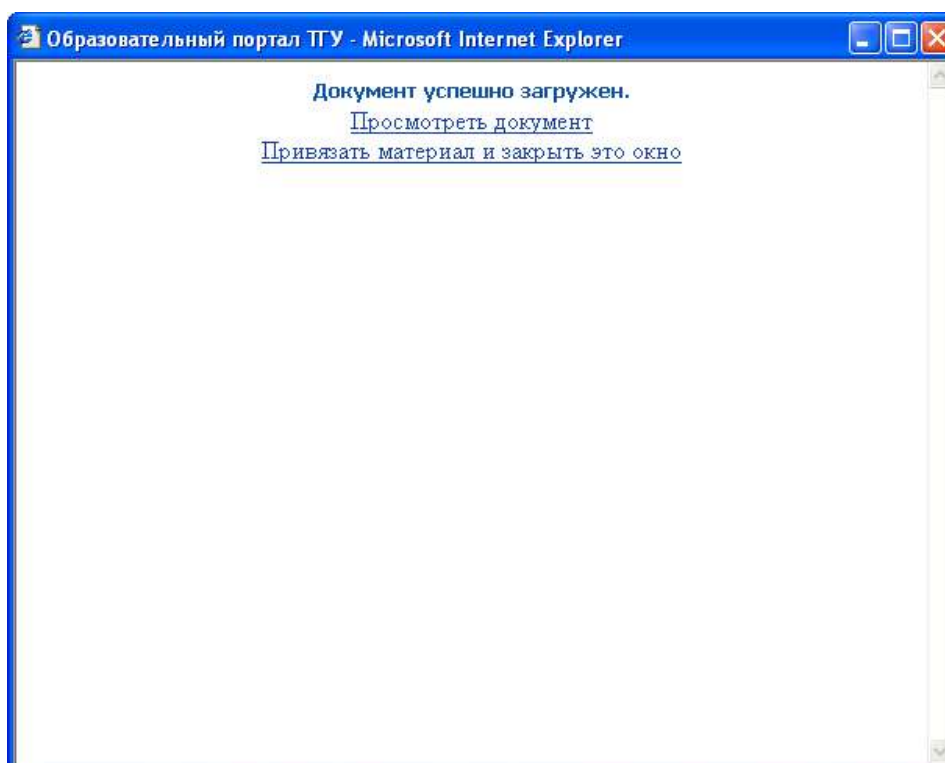 Образовательный портал ТГУ - Microsoft Internet Explorer
Документ успешно загружен.
Просмотреть документ
Привязать материал и закрыть это окно